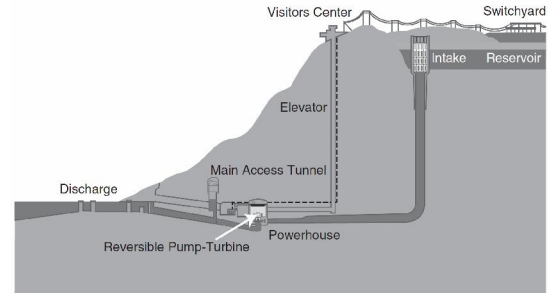 Visitors Center
Switchyard
Intake
Reservoir
Elevator
Main Access Tunnel
Discharge
Powerhouse
Reversible Pump-Turbine